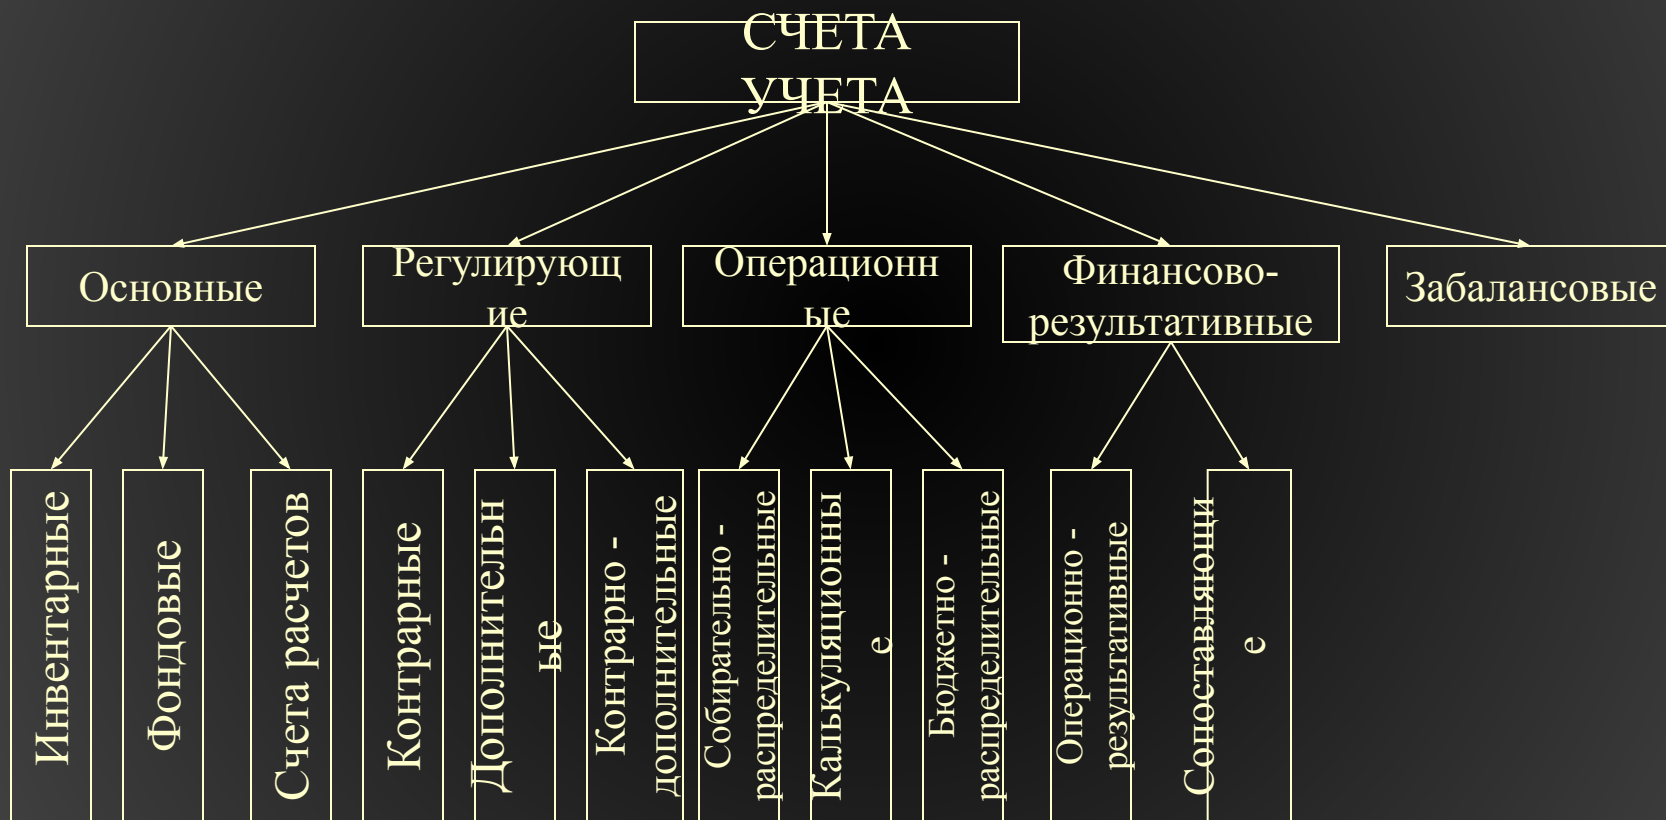 СЧЕТА
УЧЕТА
Основные
Регулирующ
ие
Операционн
ые
Финансово-
результативные
Забалансовые
Инвентарные
Фондовые
Счета расчетов
Контрарные
Дополнительн
ые
Контрарно -
дополнительные
Собирательно -
распределительные
Калькуляционны
е
Бюджетно -
распределительные
Операционно -
результативные
Сопоставляющи
е